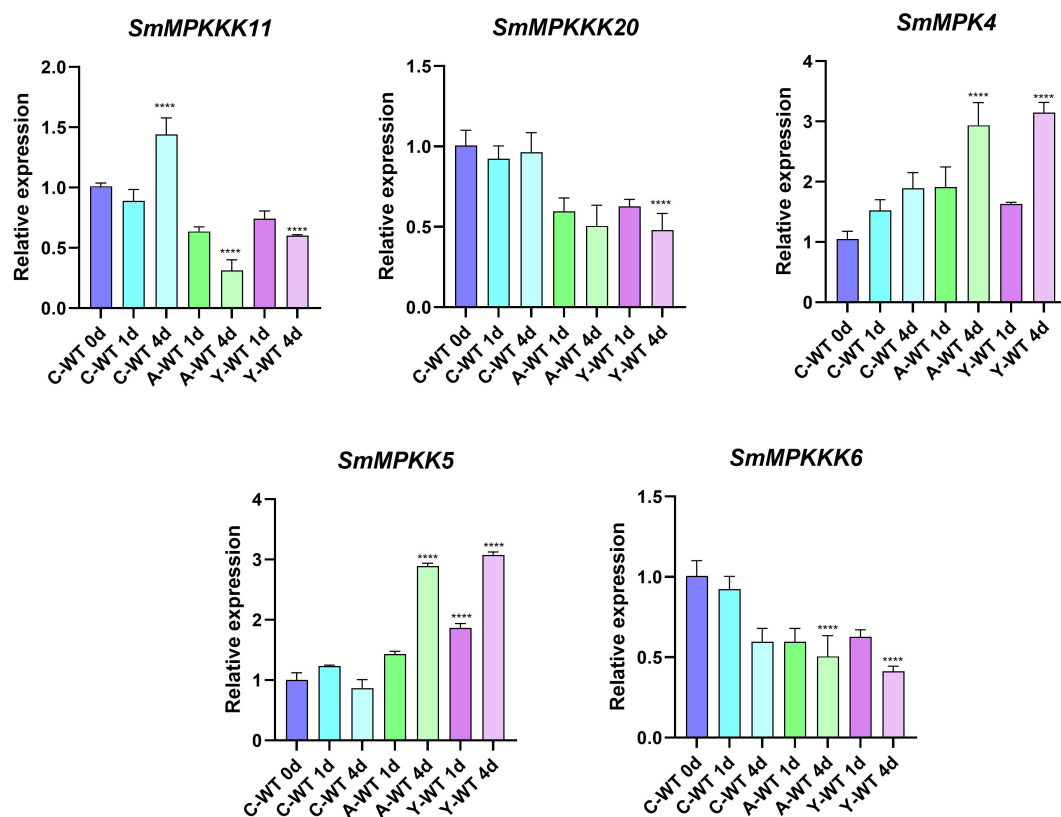 SmMPKKK11
Relative expression
2.0
1.5
1.0
0.5
0.0
****
****
****
C-WT 0d
C-WT 1d
C-WT 4d
A-WT 1d
A-WT 4d
Y-WT 1d
Y-WT 4d
SmMPKKK20
Relative expression
1.5
1.0
0.5
0.0
****
C-WT 0d
C-WT 1d
C-WT 4d
A-WT 1d
A-WT 4d
Y-WT 1d
Y-WT 4d
SmMPK4
Relative expression
4
3
2
1
0
****
****
C-WT 0d
C-WT 1d
C-WT 4d
A-WT 1d
A-WT 4d
Y-WT 1d
Y-WT 4d
SmMPKK5
Relative expression
4
3
2
1
0
****
****
****
C-WT 0d
C-WT 1d
C-WT 4d
A-WT 1d
A-WT 4d
Y-WT 1d
Y-WT 4d
SmMPKKK6
Relative expression
1.5
1.0
0.5
0.0
****
****
C-WT 0d
C-WT 1d
C-WT 4d
A-WT 1d
A-WT 4d
Y-WT 1d
Y-WT 4d